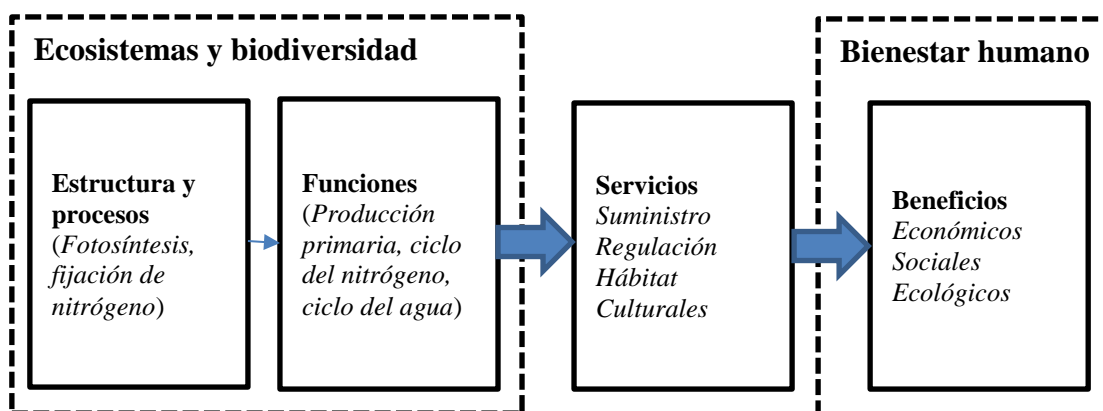 Ecosistemas y biodiversidad
Estructura y
procesos
(Fotosíntesis,
fijación de
nitrógeno)
Funciones
(Producción
primaria, ciclo
del nitrógeno,
ciclo del agua)
Servicios
Suministro
Regulación
Hábitat
Culturales
Bienestar humano
Beneficios
Económicos
Sociales
Ecológicos